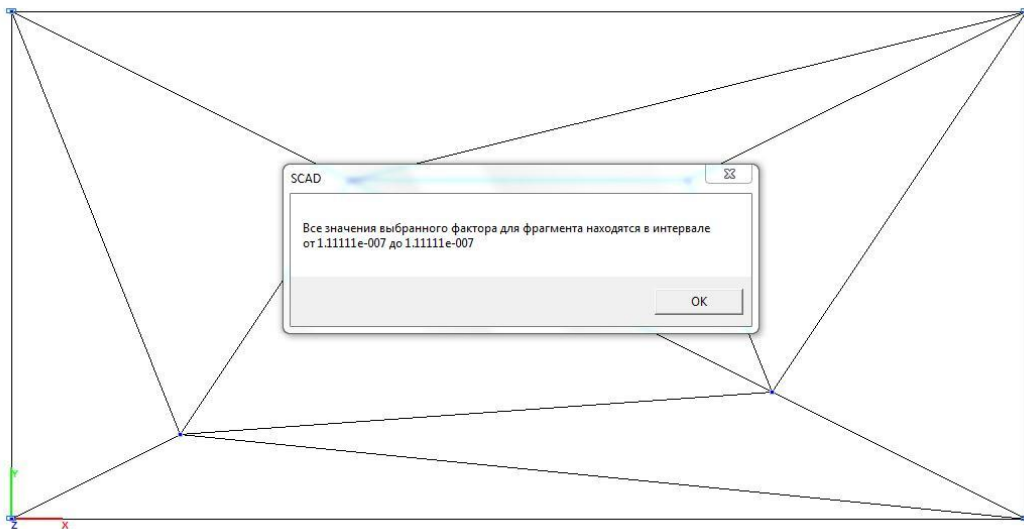 SCAD
Все значения выбранного фактора для фрагмента находятся в интервале
от 1.11111e-007 до 1.11111e-007
OK
Y
Z
X